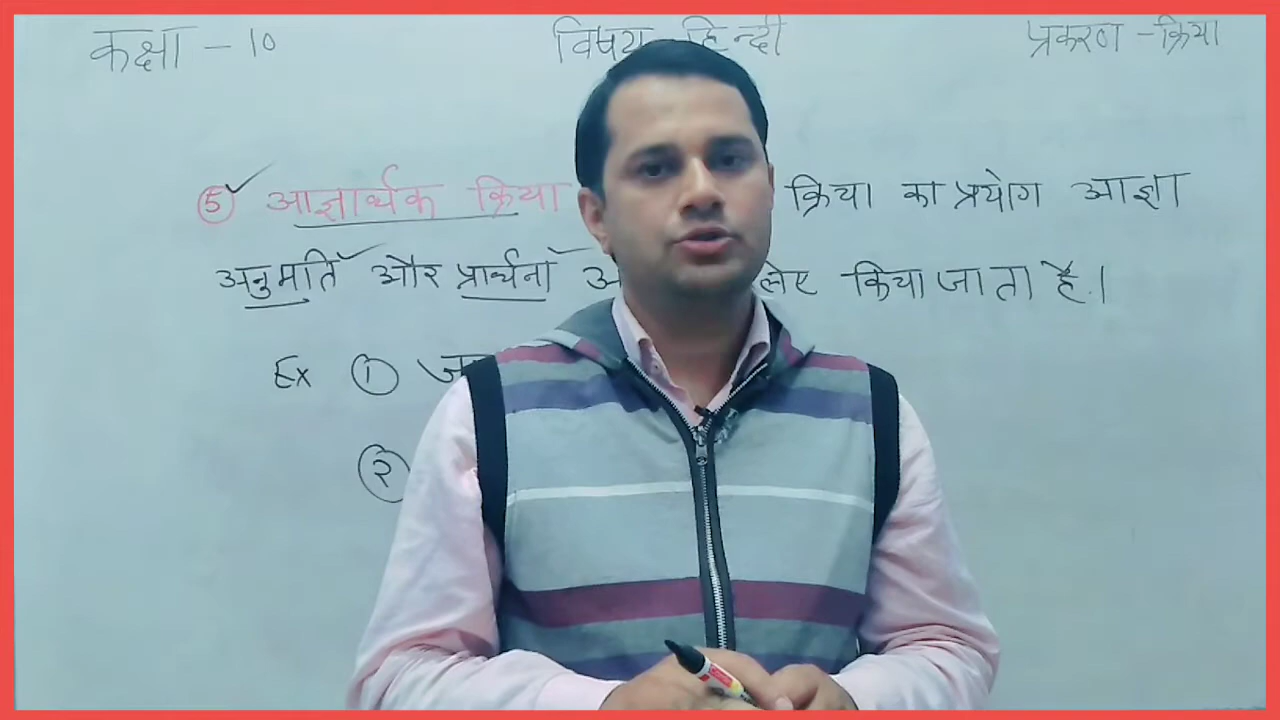 कक्षा - 10 विषय हिन्दी प्रकरण - क्रिया
⑤ आज्ञार्थक क्रिया क्रिया का प्रयोग आज्ञा
अनुमति और प्रार्थना लिए किया जाता है।
Ex ①
②